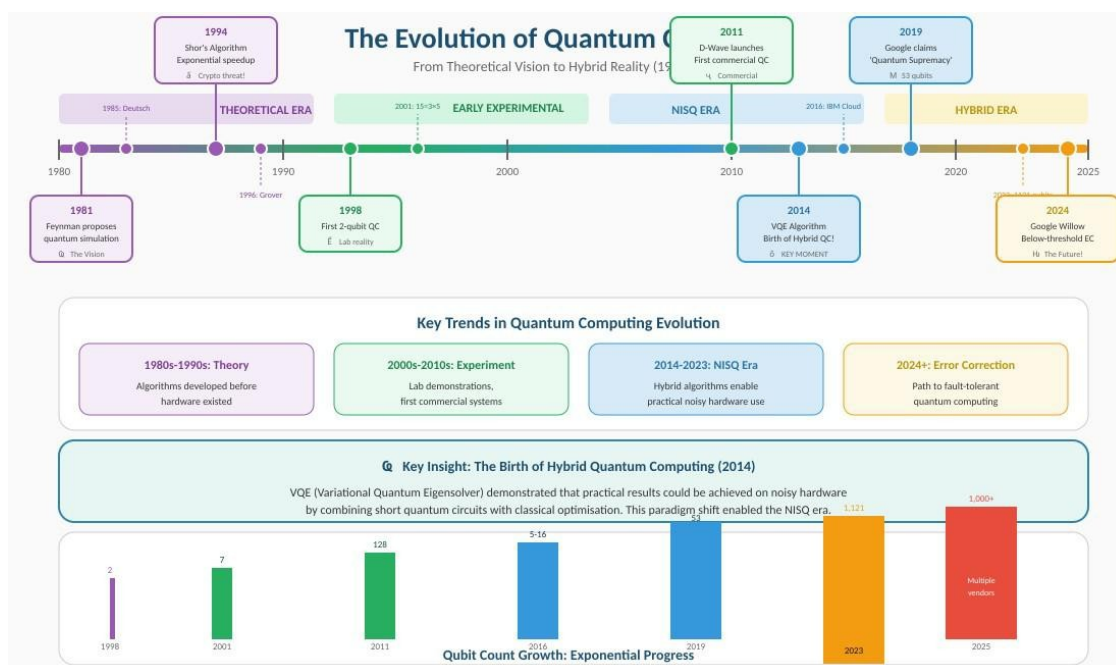 The Evolution of Quantum C
From Theoretical Vision to Hybrid Reality (19
1994
Shor's Algorithm
Exponential speedup
Crypto threat!
2011
D-Wave launches
First commercial QC
Commercial
2019
Google claims
'Quantum Supremacy'
M 53 qubits
1985: Deutsch
THEORETICAL ERA
2001: 15=3×5
EARLY EXPERIMENTAL
NISQ ERA
2016: IBM Cloud
HYBRID ERA
1980
1990
2000
2010
2020
2025
1996: Grover
1981
Feynman proposes
quantum simulation
The Vision
1998
First 2-qubit QC
Lab reality
2014
VQE Algorithm
Birth of Hybrid QC!
KEY MOMENT
2024
Google Willow
Below-threshold EC
The Future!
Key Trends in Quantum Computing Evolution
1980s-1990s: Theory
Algorithms developed before
hardware existed
2000s-2010s: Experiment
Lab demonstrations,
first commercial systems
2014-2023: NISQ Era
Hybrid algorithms enable
practical noisy hardware use
2024+: Error Correction
Path to fault-tolerant
quantum computing
Key Insight: The Birth of Hybrid Quantum Computing (2014)
VQE (Variational Quantum Eigensolver) demonstrated that practical results could be achieved on noisy hardware
by combining short quantum circuits with classical optimisation. This paradigm shift enabled the NISQ era.
2
7
128
5-16
53
1,121
1,000+
Multiple
vendors
1998
2001
2011
2016
2019
2023
2025
Qubit Count Growth: Exponential Progress